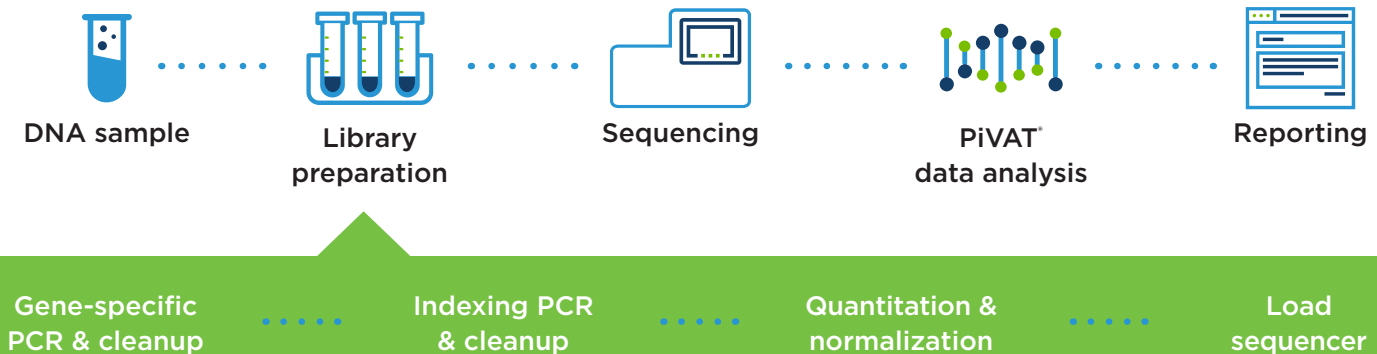 DNA sample
Library
preparation
Sequencing
PiVAT®
data analysis
Reporting
Gene-specific
PCR & cleanup
Indexing PCR
& cleanup
Quantitation &
normalization
Load
sequencer